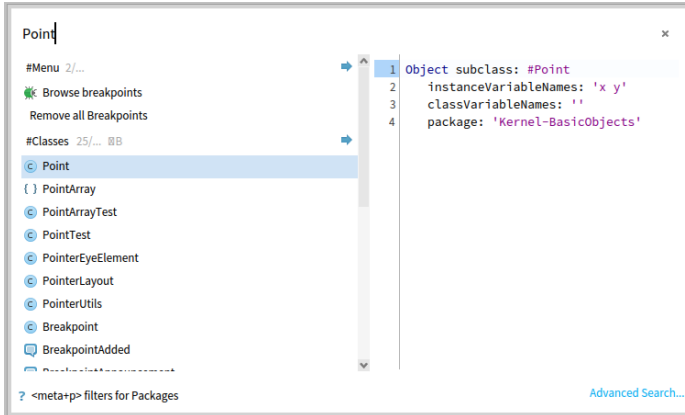 Point
#Menu 2/...
Browse breakpoints
Remove all Breakpoints
#Classes 25/... B
Point
{ } PointArray
PointArrayTest
PointTest
PointerEyeElement
PointerLayout
PointerUtils
Breakpoint
BreakpointAdded
BreakpointAnnouncement
1 Object subclass: #Point
2 instanceVariableNames: 'x y'
3 classVariableNames: ''
4 package: 'Kernel-BasicObjects'
? <meta+p> filters for Packages
Advanced Search...